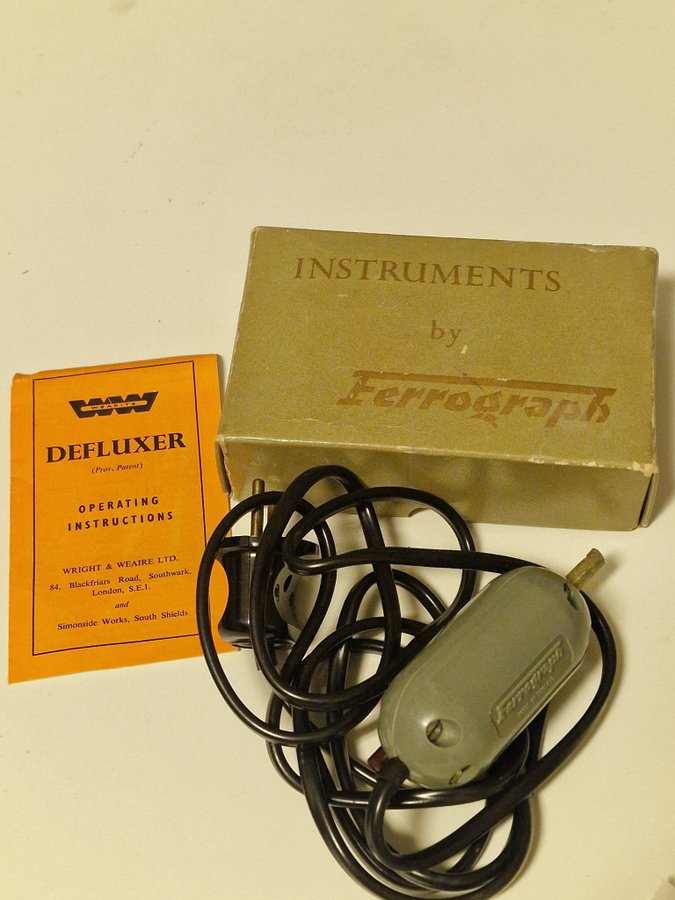 INSTRUMENTS
by
Ferrograph
WEARITE
DEFLUXER
(Prov. Patent)
OPERATING
INSTRUCTIONS
WRIGHT & WEAIRE LTD.
84, Blackfriars Road, Southwark,
London, S.E.1.
and
Simonside Works, South Shields
Ferrograph